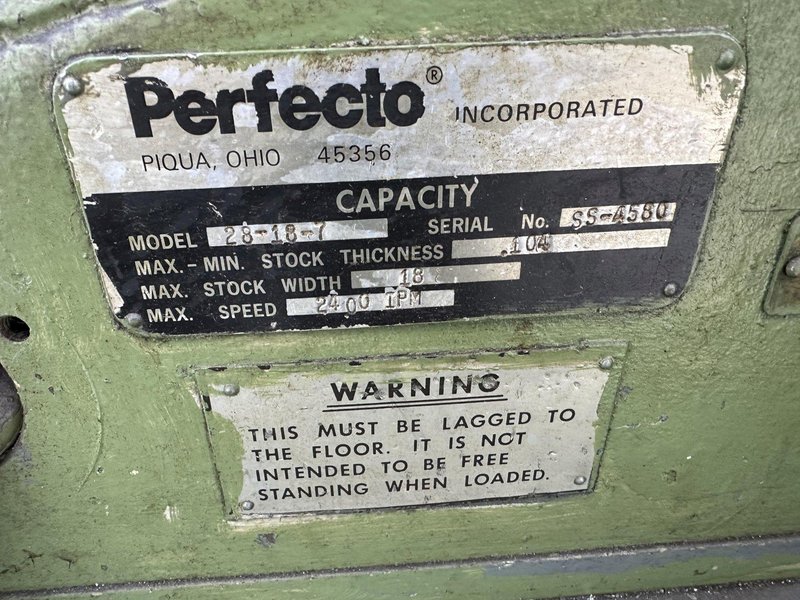 Perfecto® INCORPORATED
PIQUA, OHIO 45356
CAPACITY
MODEL 28-18-7 SERIAL No. SS-4580
MAX.-MIN. STOCK THICKNESS .104
MAX. STOCK WIDTH 18
MAX. SPEED 2400 IPM
WARNING
THIS MUST BE LAGGED TO
THE FLOOR. IT IS NOT
INTENDED TO BE FREE
STANDING WHEN LOADED.